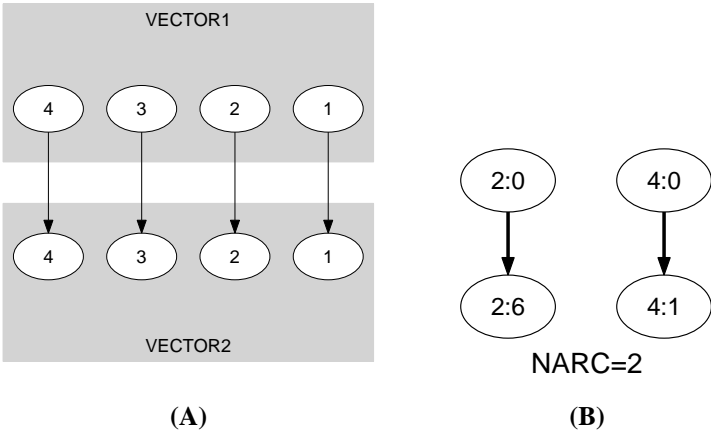 VECTOR1
4 3 2 1
4 3 2 1
VECTOR2
(A)
2:0 4:0
2:6 4:1
NARC=2
(B)